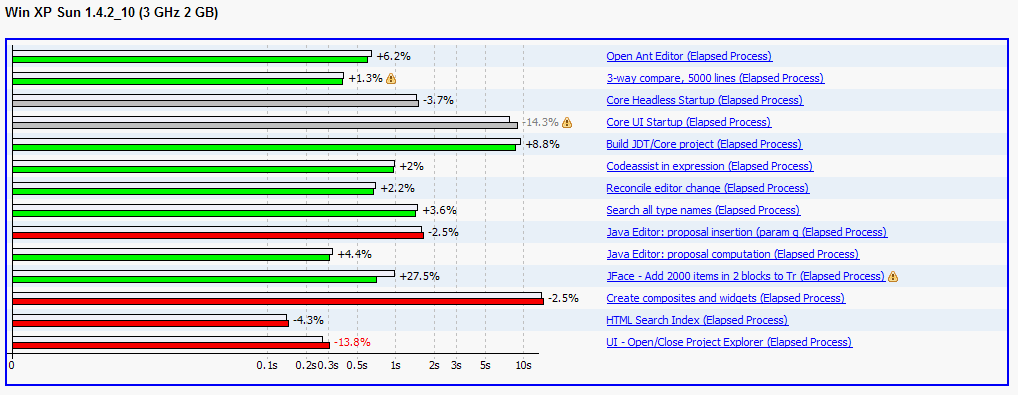 Win XP Sun 1.4.2_10 (3 GHz 2 GB)
+6.2% Open Ant Editor (Elapsed Process)
+1.3% 3-way compare, 5000 lines (Elapsed Process)
-3.7% Core Headless Startup (Elapsed Process)
-14.3% Core UI Startup (Elapsed Process)
+8.8% Build JDT/Core project (Elapsed Process)
+2% Codeassist in expression (Elapsed Process)
+2.2% Reconcile editor change (Elapsed Process)
+3.6% Search all type names (Elapsed Process)
-2.5% Java Editor: proposal insertion (param g (Elapsed Process)
+4.4% Java Editor: proposal computation (Elapsed Process)
+27.5% JFace - Add 2000 items in 2 blocks to Tr (Elapsed Process)
-2.5% Create composites and widgets (Elapsed Process)
-4.3% HTML Search Index (Elapsed Process)
-13.8% UI - Open/Close Project Explorer (Elapsed Process)
0 0.1s 0.2s 0.3s 0.5s 1s 2s 3s 5s 10s